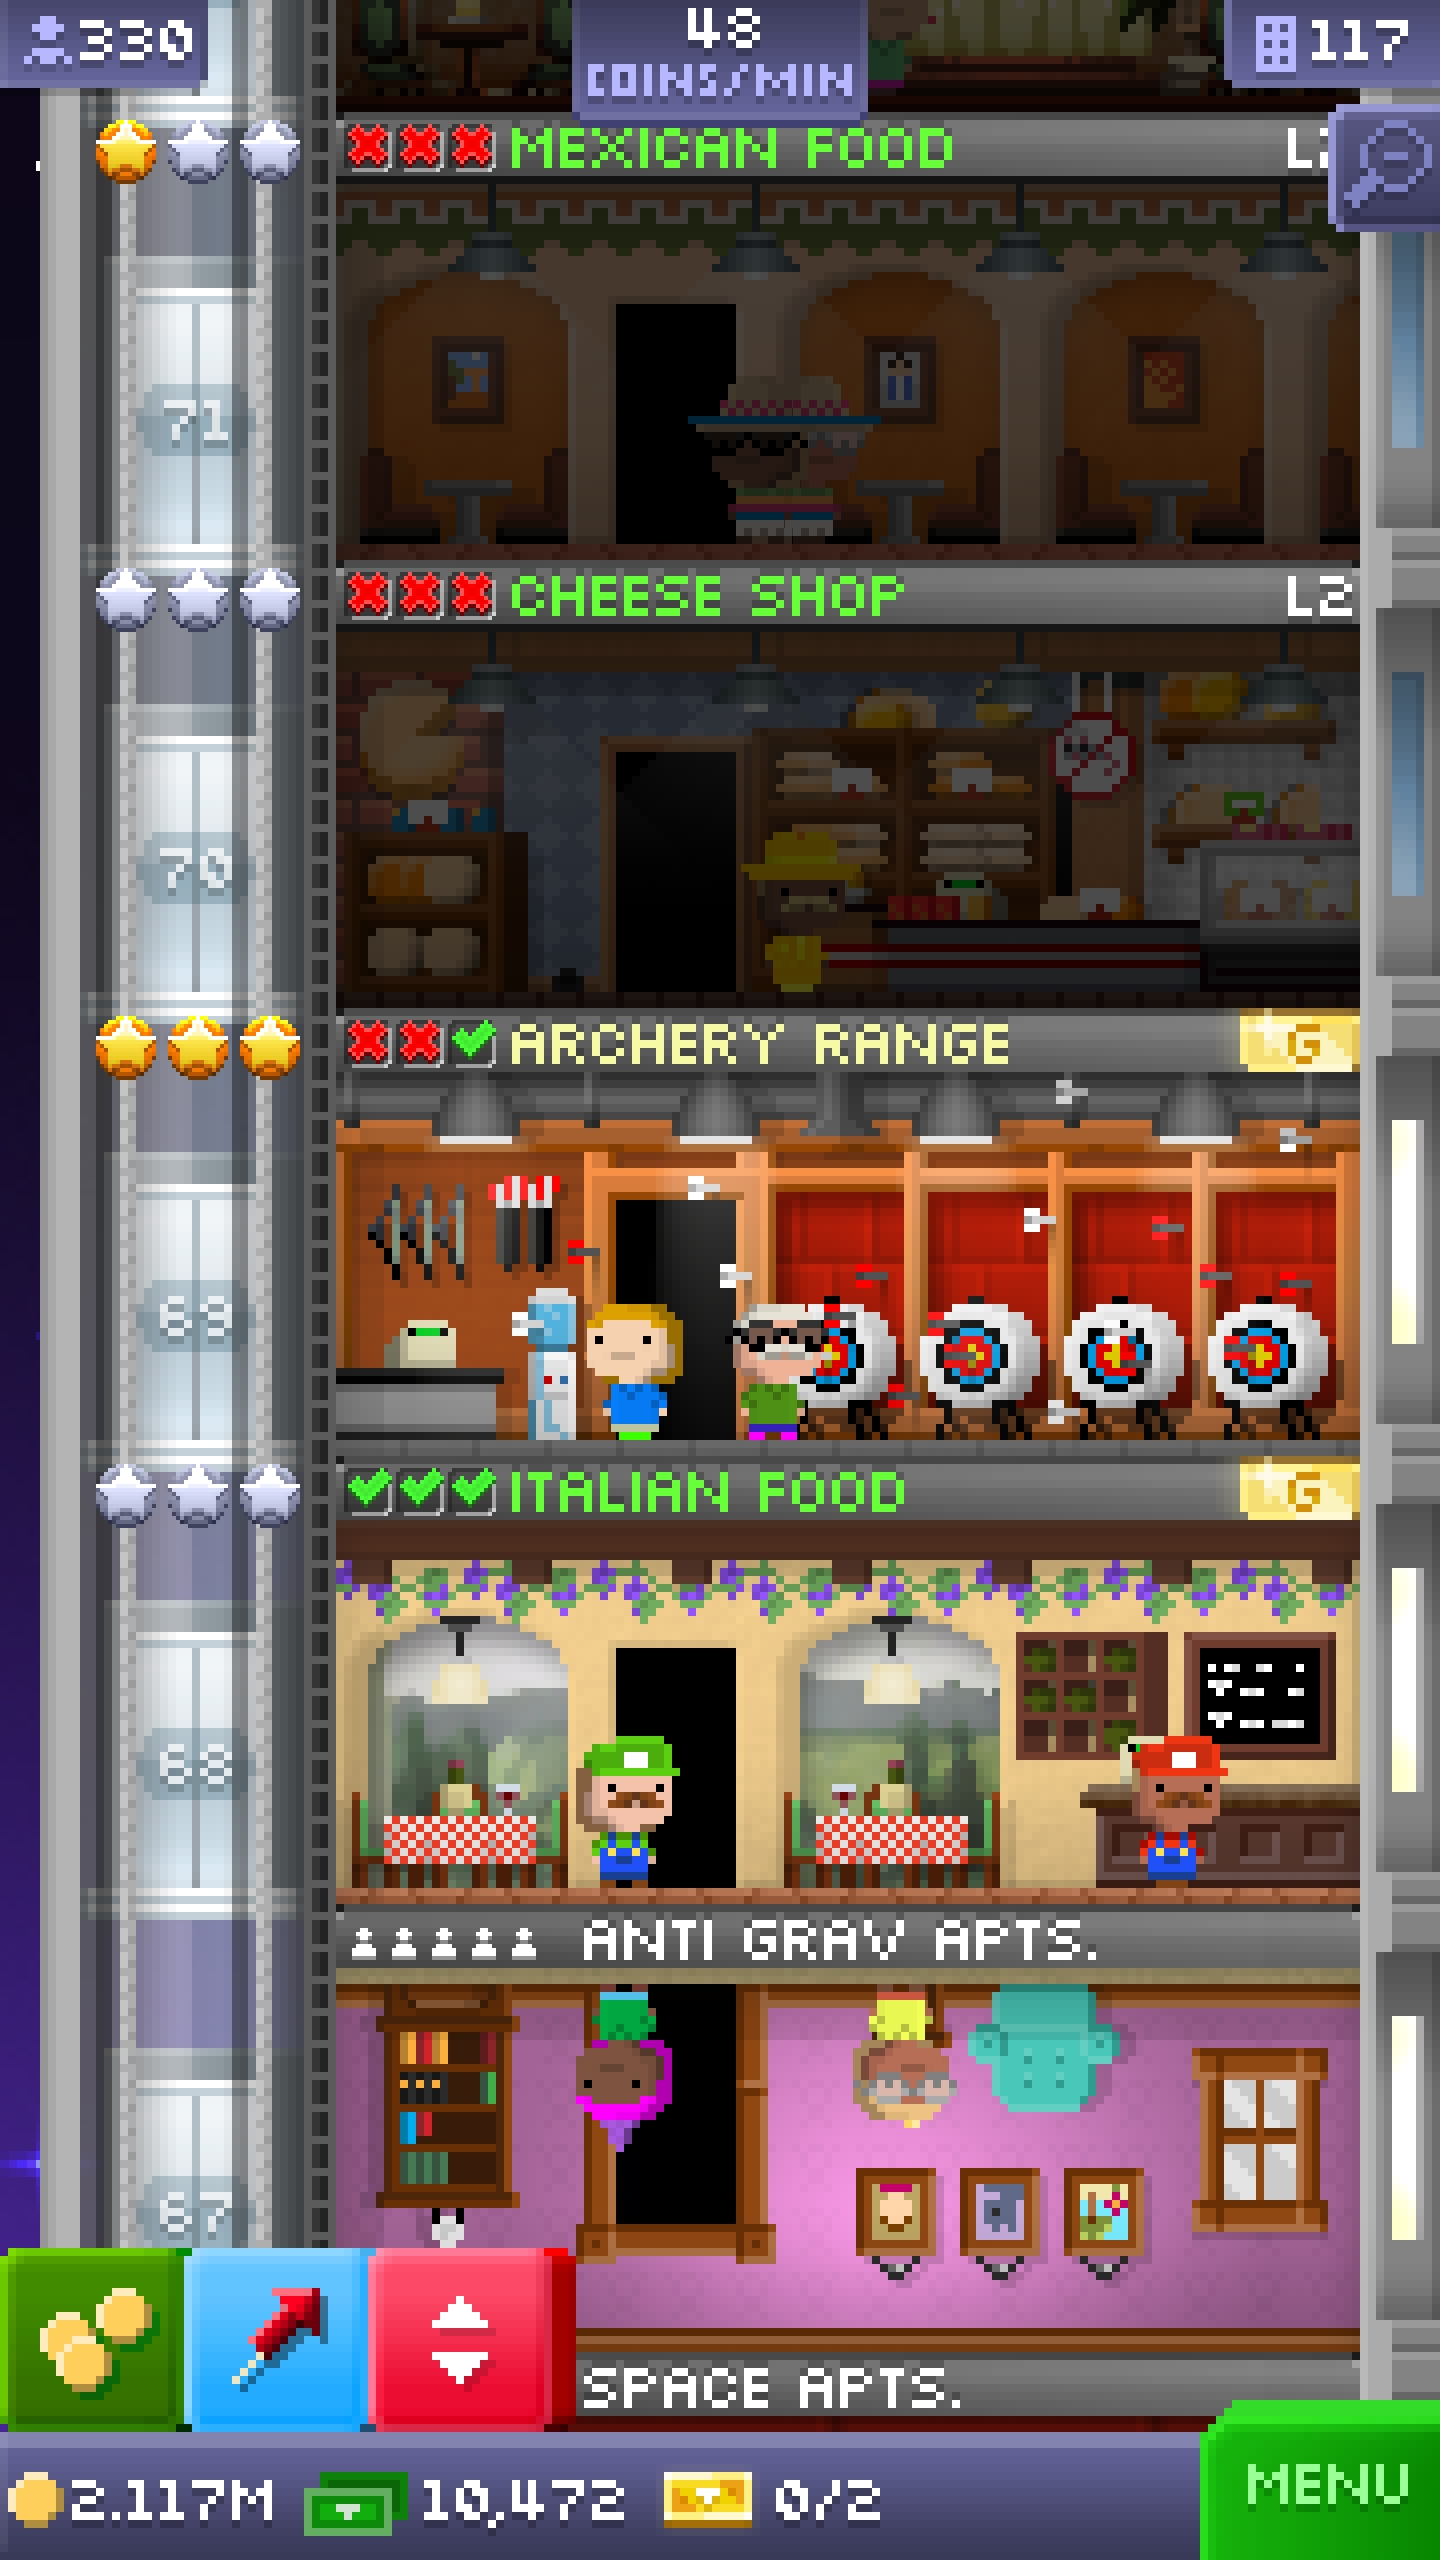 330
48
COINS/MIN
117
MEXICAN FOOD
71
CHEESE SHOP L2
70
ARCHERY RANGE G
69
ITALIAN FOOD G
68
ANTI GRAV APTS.
67
SPACE APTS.
2.117M 10,472 0/2
MENU